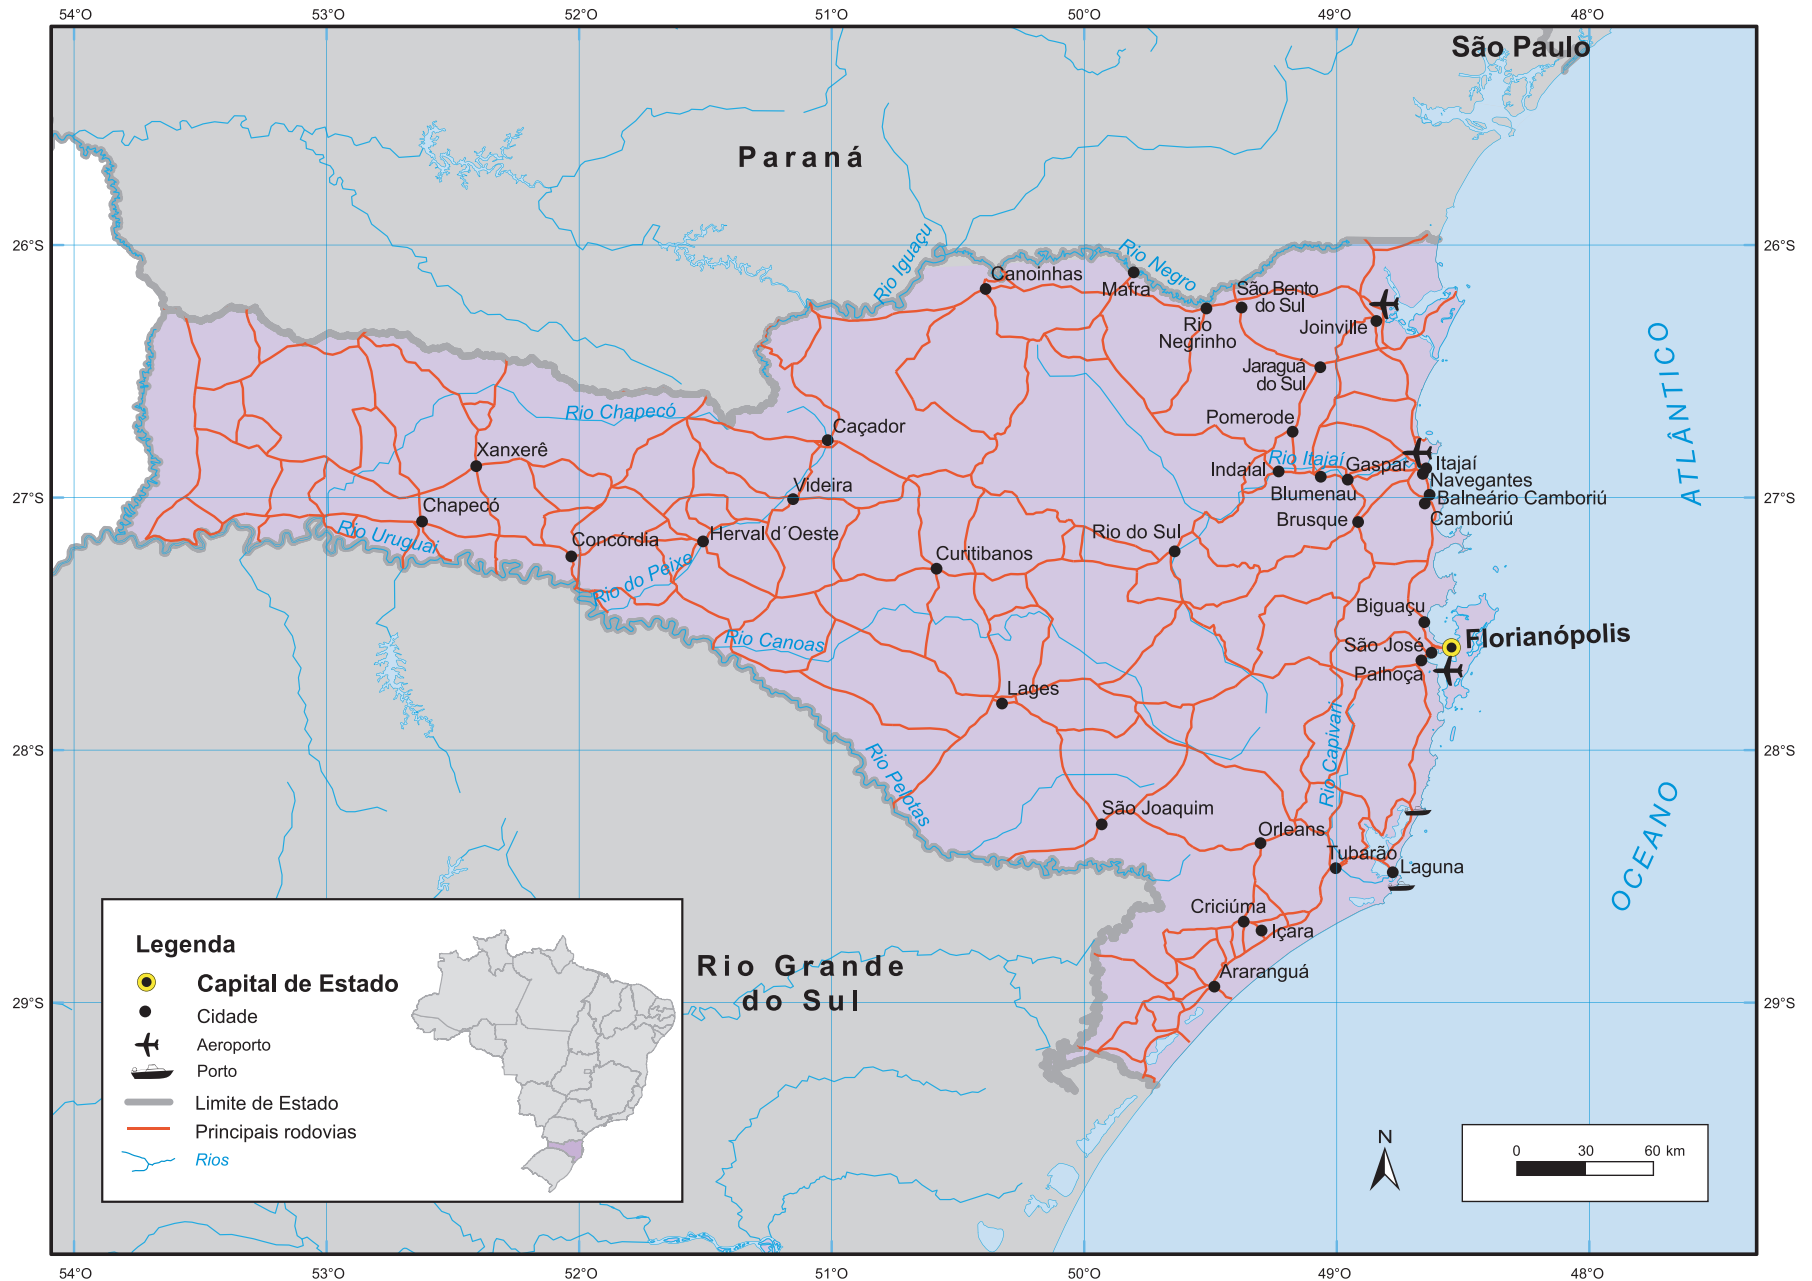 54°O
53°O
52°O
51°O
50°O
49°O
48°O
São Paulo
Paraná
26°S
26°S
Rio Iguaçu
Rio Negro
Canoinhas
Mafra
São Bento
do Sul
Rio
Negrinho
Joinville
Jaraguá
do Sul
ATLÂNTICO
Rio Chapecó
Caçador
Pomerode
Xanxerê
Rio Itajaí
Gaspar
Itajaí
Indaial
Navegantes
Videira
Blumenau
Balneário Camboriú
27°S
27°S
Chapecó
Brusque
Camboriú
Rio Uruguai
Concórdia
Herval d´Oeste
Rio do Sul
Curitibanos
Rio do Peixe
Biguaçu
Rio Canoas
São José
Florianópolis
Palhoça
Lages
28°S
28°S
Rio Capivari
Rio Pelotas
São Joaquim
Orleans
OCEANO
Tubarão
Laguna
Criciúma
Içara
Rio Grande
do Sul
Araranguá
29°S
29°S
Legenda
Capital de Estado
Cidade
Aeroporto
Porto
Limite de Estado
Principais rodovias
Rios
N
0 30 60 km
54°O
53°O
52°O
51°O
50°O
49°O
48°O